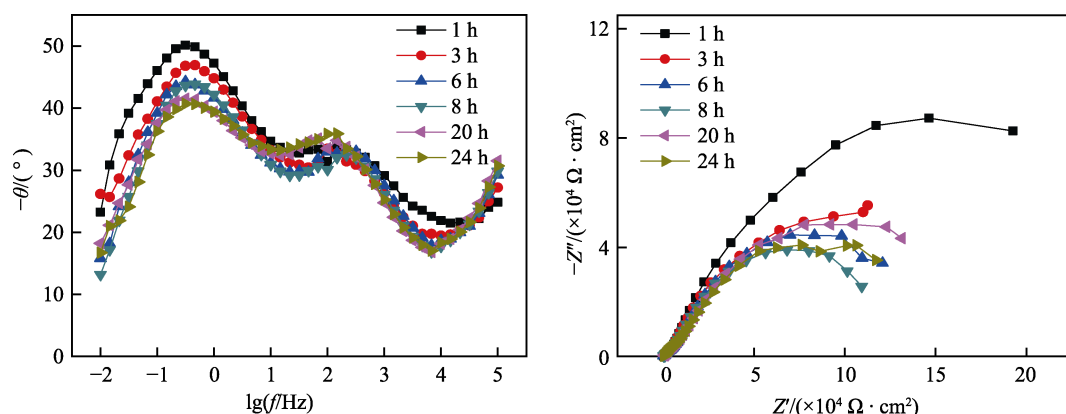 50
40
30
20
10
0
−θ/(°)
1 h
3 h
6 h
8 h
20 h
24 h
−2 −1 0 1 2 3 4 5
lg(f/Hz)
12
8
4
0
−Z″/(×10⁴ Ω · cm²)
1 h
3 h
6 h
8 h
20 h
24 h
0 5 10 15 20
Z′/(×10⁴ Ω · cm²)